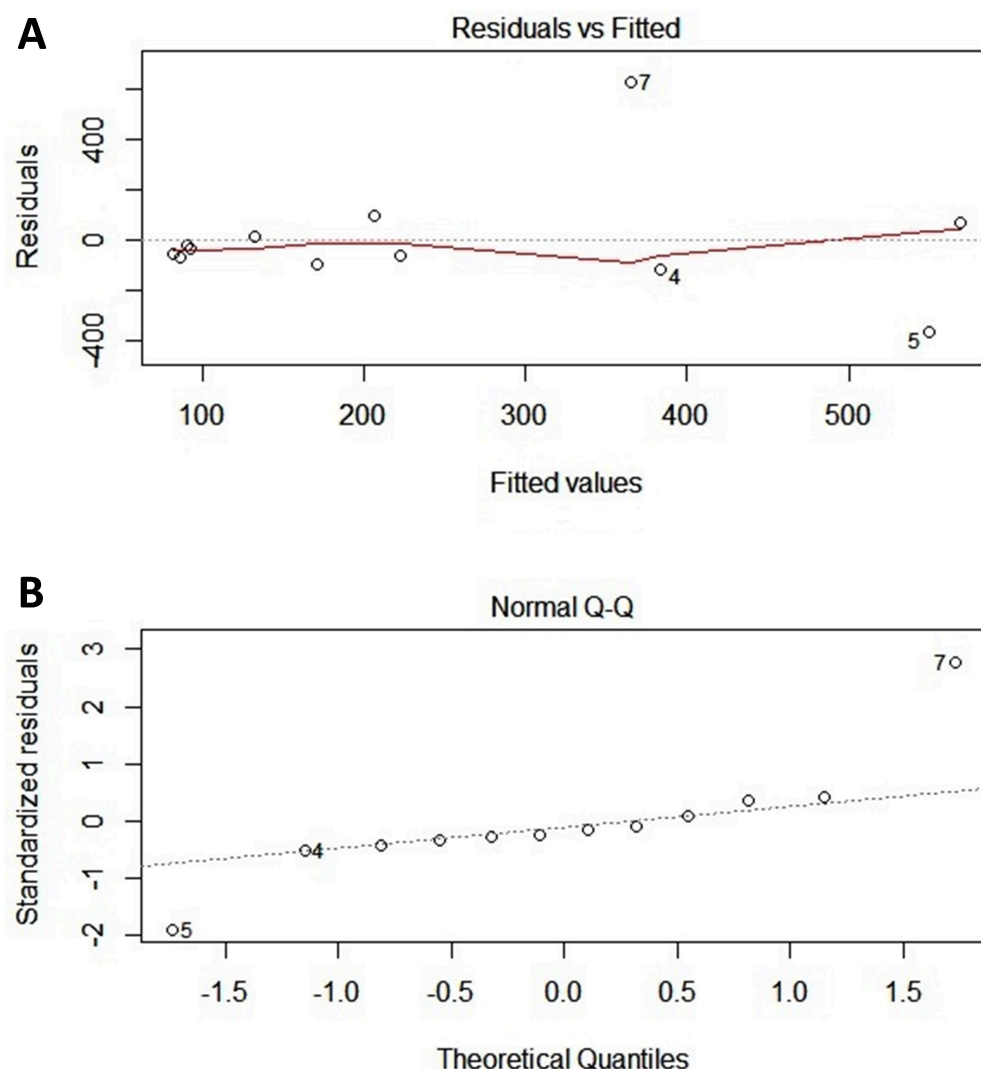 A
Residuals vs Fitted
Residuals
400
0
-400
7
4
5
100 200 300 400 500
Fitted values
B
Normal Q-Q
Standardized residuals
3
2
1
0
-1
-2
7
4
5
-1.5 -1.0 -0.5 0.0 0.5 1.0 1.5
Theoretical Quantiles